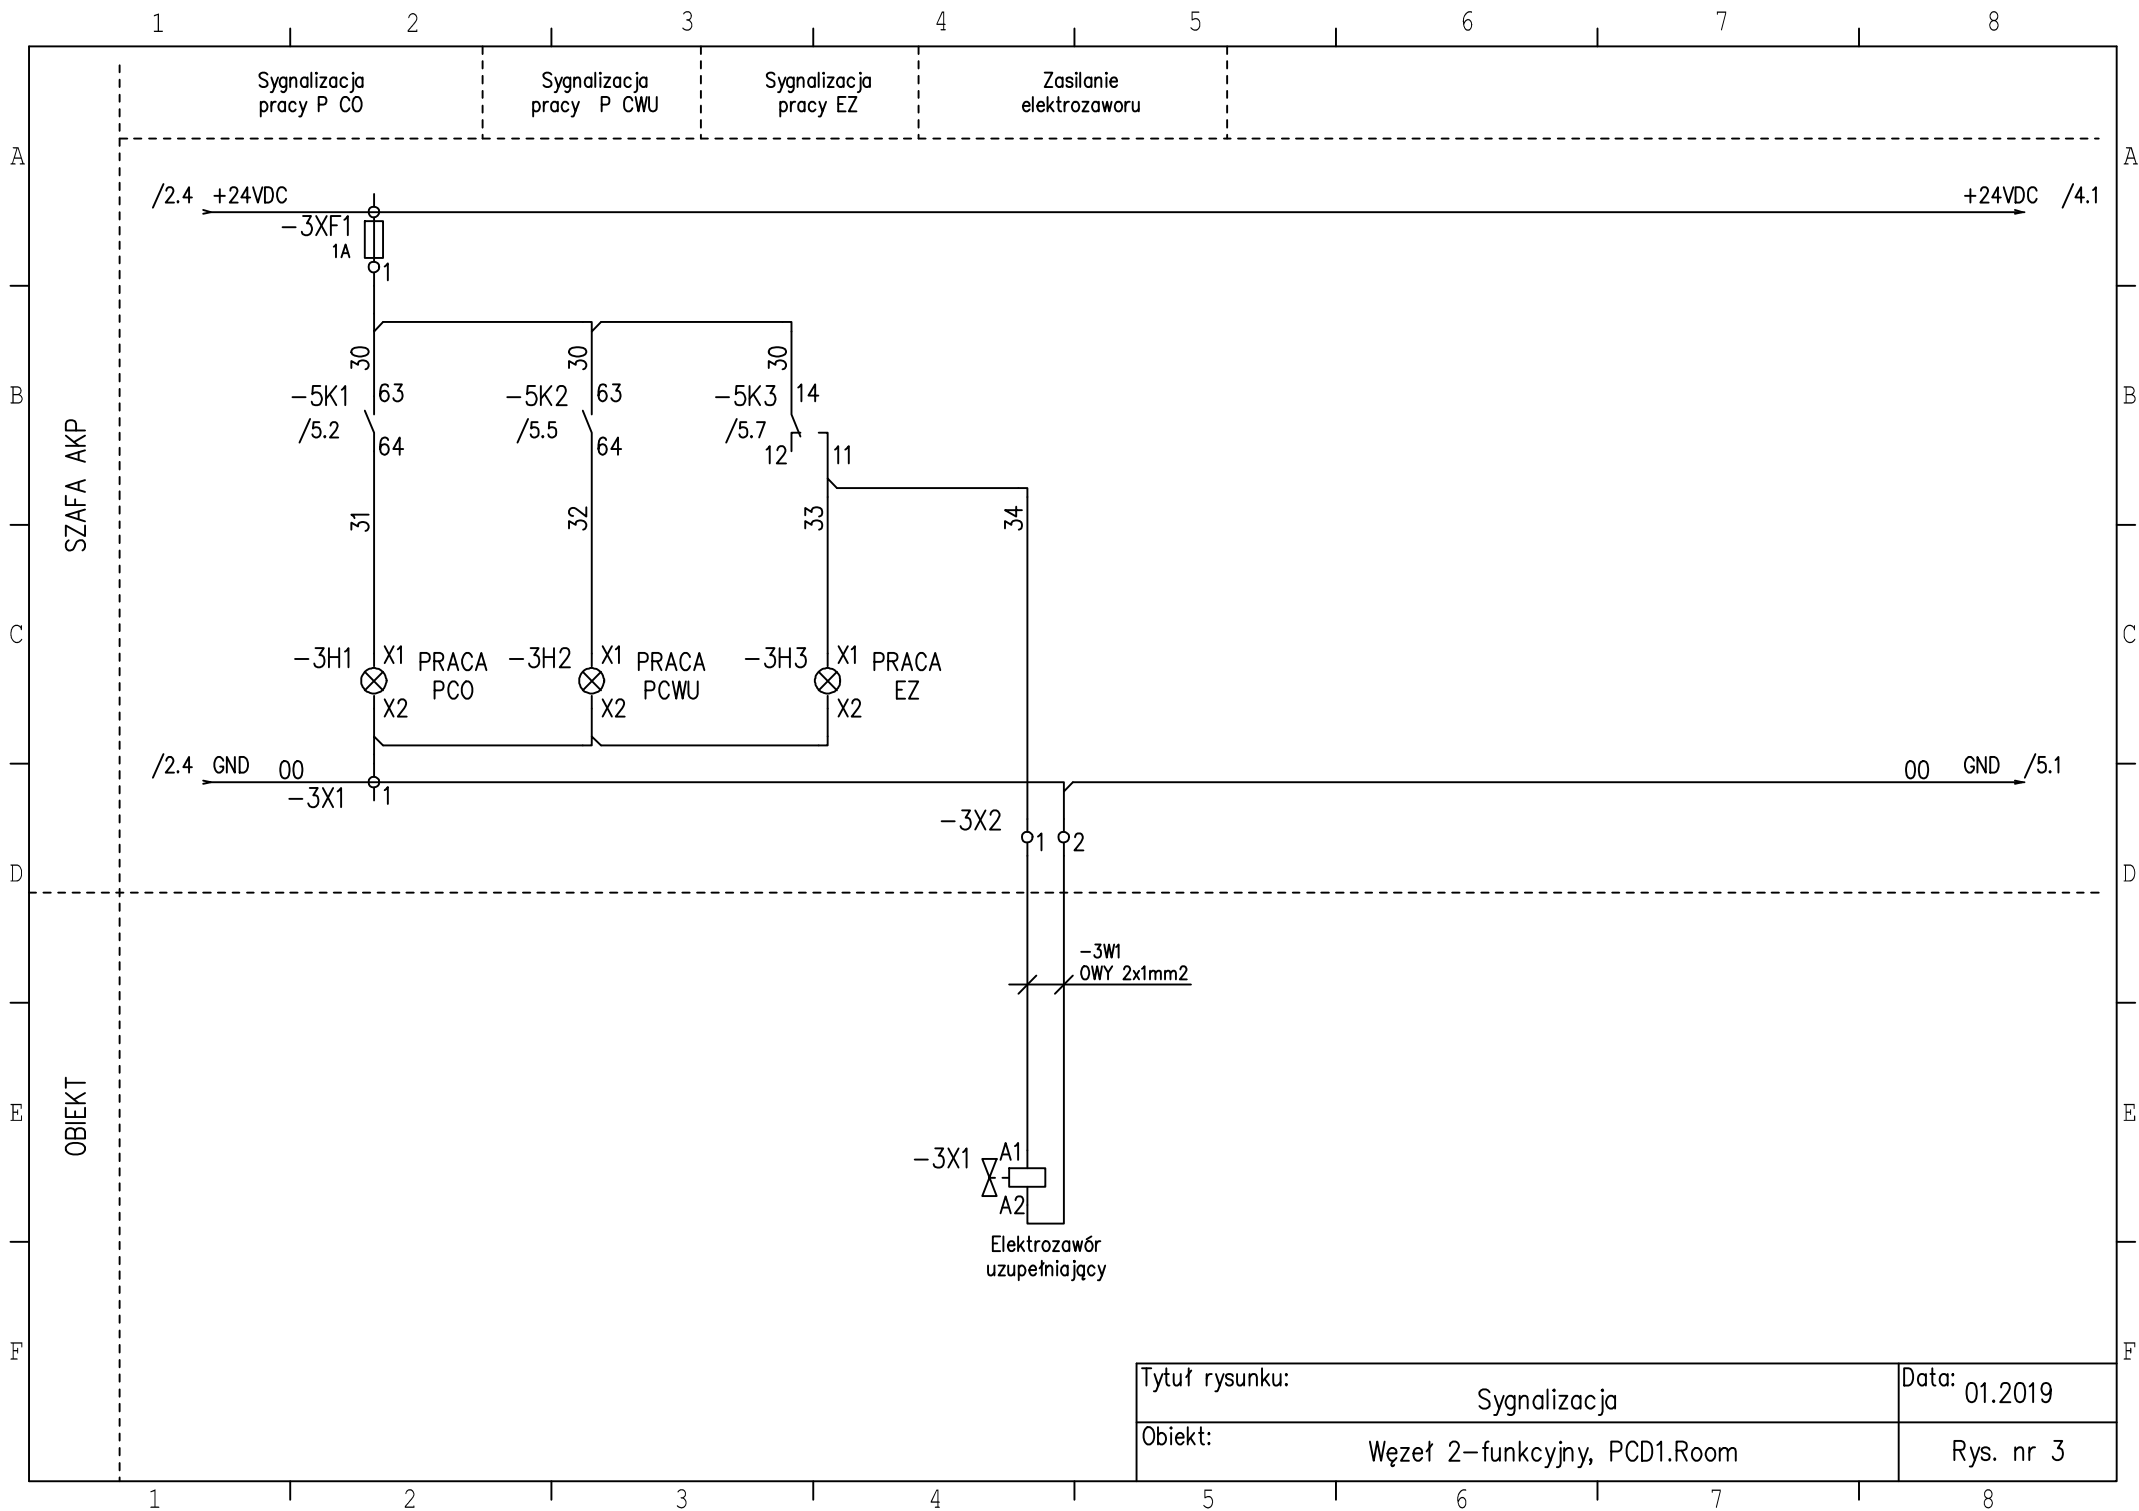 1 2 3 4 5 6 7 8
Sygnalizacja
pracy P CO
Sygnalizacja
pracy P CWU
Sygnalizacja
pracy EZ
Zasilanie
elektrozaworu
A A
/2.4 +24VDC
+24VDC /4.1
-3XF1
1A
1
30 30 30
B B
-5K1 63
/5.2
64
-5K2 63
/5.5
64
-5K3 14
/5.7
12 11
SZAFA AKP
31 32 33 34
C C
-3H1 X1
X2
PRACA
PCO
-3H2 X1
X2
PRACA
PCWU
-3H3 X1
X2
PRACA
EZ
/2.4 GND 00
00 GND /5.1
-3X1 1
-3X2 1 2
D D
-3W1
OWY 2x1mm2
OBIEKT
E E
-3X1 A1
A2
Elektrozawór
uzupełniający
F F
Tytuł rysunku:
Sygnalizacja
Data: 01.2019
Obiekt:
Węzeł 2-funkcyjny, PCD1.Room
Rys. nr 3
1 2 3 4 5 6 7 8